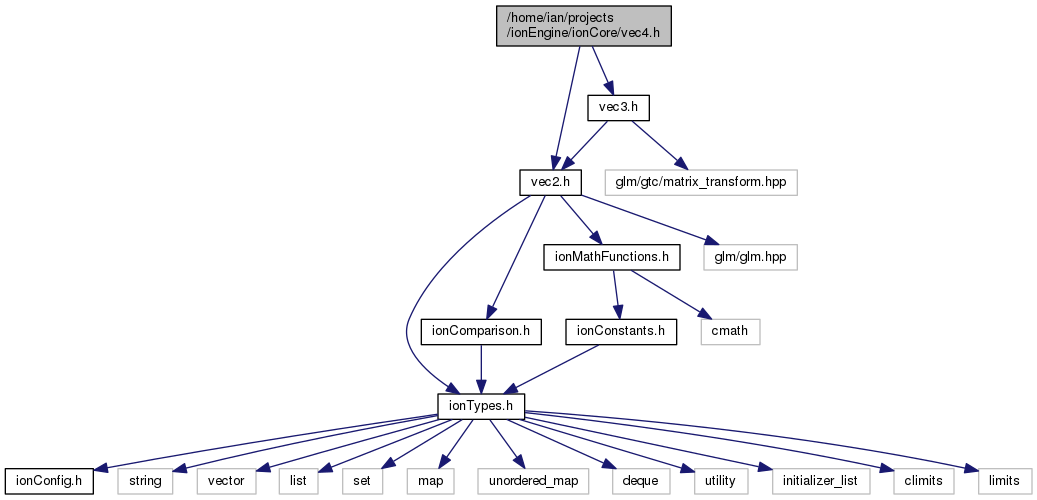 /home/ian/projects
/ionEngine/ionCore/vec4.h
vec3.h
vec2.h
glm/gtc/matrix_transform.hpp
ionMathFunctions.h
glm/glm.hpp
ionComparison.h
ionConstants.h
cmath
ionTypes.h
ionConfig.h
string
vector
list
set
map
unordered_map
deque
utility
initializer_list
climits
limits